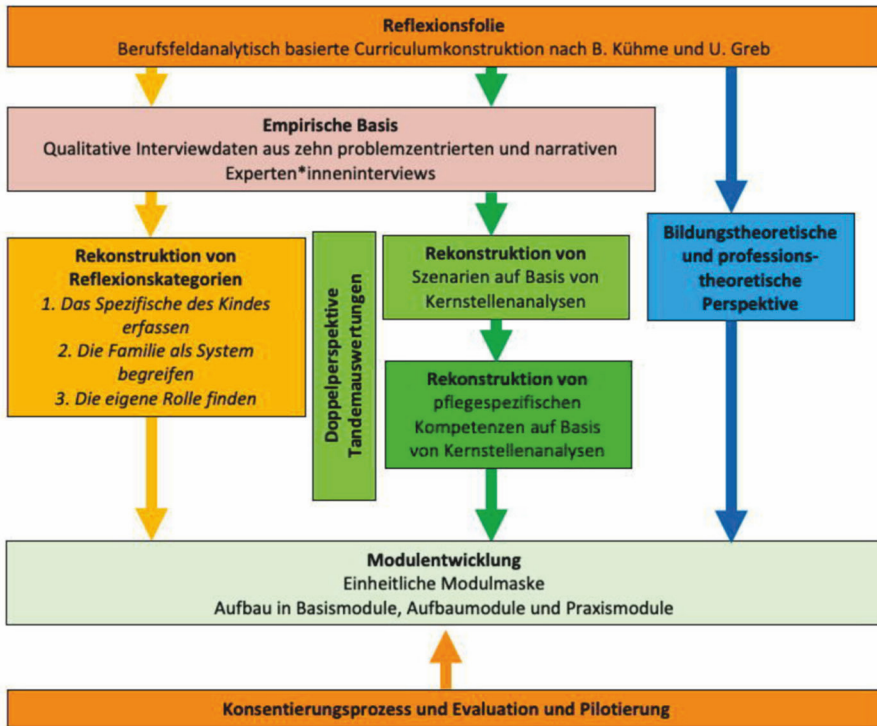 Reflexionsfolie
Berufsfeldanalytisch basierte Curriculumkonstruktion nach B. Kühme und U. Greb
Empirische Basis
Qualitative Interviewdaten aus zehn problemzentrierten und narrativen
Experten*inneninterviews
Rekonstruktion von
Reflexionskategorien
1. Das Spezifische des Kindes
erfassen
2. Die Familie als System
begreifen
3. Die eigene Rolle finden
Doppelperspektive
Tandemauswertungen
Rekonstruktion von
Szenarien auf Basis von
Kernstellenanalysen
Rekonstruktion von
pflegespezifischen
Kompetenzen auf Basis
von Kernstellenanalysen
Bildungstheoretische
und professions-
theoretische
Perspektive
Modulentwicklung
Einheitliche Modulmaske
Aufbau in Basismodule, Aufbaumodule und Praxismodule
Konsentierungsprozess und Evaluation und Pilotierung